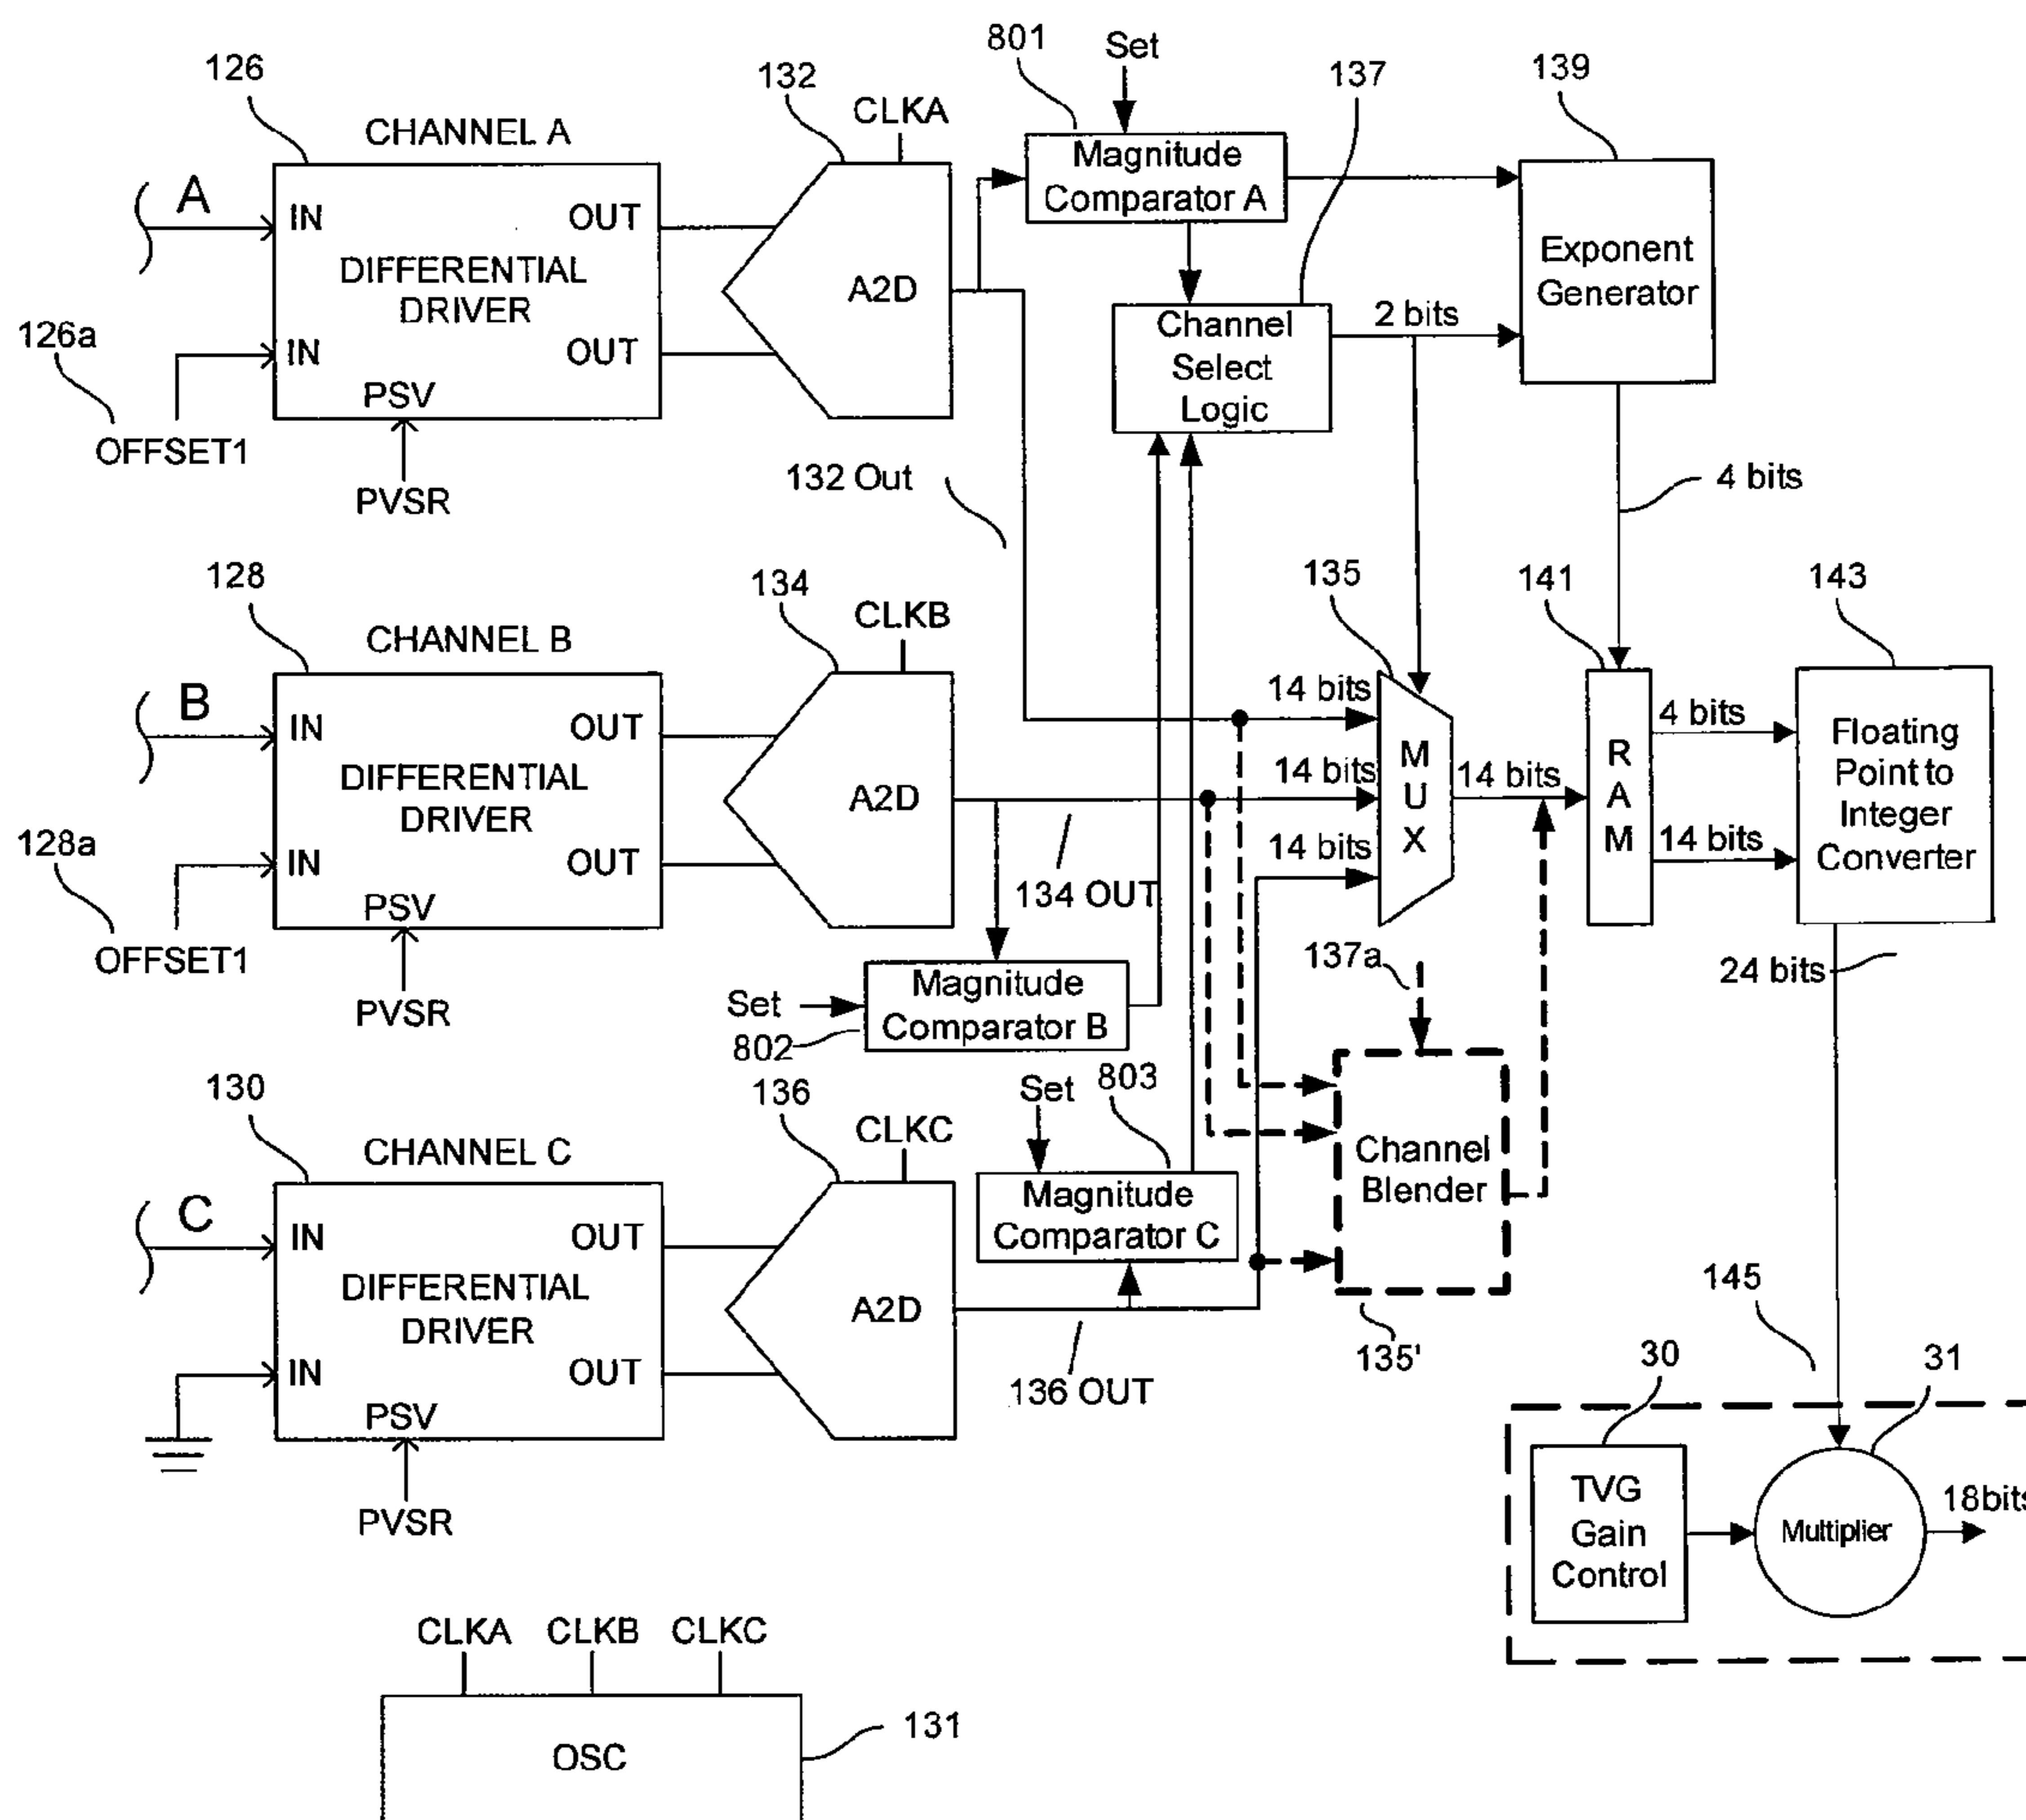 801
Set
126
132
137
139
CHANNEL A
CLKA
Magnitude
Comparator A
A
IN
OUT
DIFFERENTIAL
DRIVER
A2D
Exponent
Generator
126a
IN
OUT
PSV
Channel
Select
Logic
2 bits
OFFSET1
PVSR
132 Out
4 bits
128
134
135
141
143
CHANNEL B
CLKB
B
IN
OUT
DIFFERENTIAL
DRIVER
A2D
14 bits
14 bits
14 bits
MUX
14 bits
RAM
4 bits
14 bits
Floating
Point to
Integer
Converter
128a
IN
OUT
PSV
134 OUT
OFFSET1
PVSR
137a
24 bits
Set
802
Magnitude
Comparator B
130
136
Set
803
CHANNEL C
CLKC
Channel
Blender
C
IN
OUT
DIFFERENTIAL
DRIVER
A2D
Magnitude
Comparator C
IN
OUT
PSV
136 OUT
135'
145
30
31
PVSR
TVG
Gain
Control
Multiplier
18bits
CLKA CLKB CLKC
131
OSC